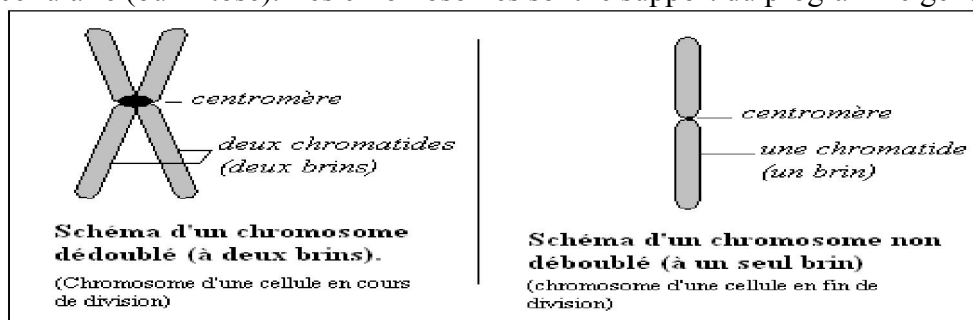 centromère
deux chromatides
(deux brins)
Schéma d'un chromosome
dédoublé (à deux brins).
(Chromosome d'une cellule en cours
de division)
centromère
une chromatide
(un brin)
Schéma d'un chromosome non
déboublé (à un seul brin)
(chromosome d'une cellule en fin de
division)